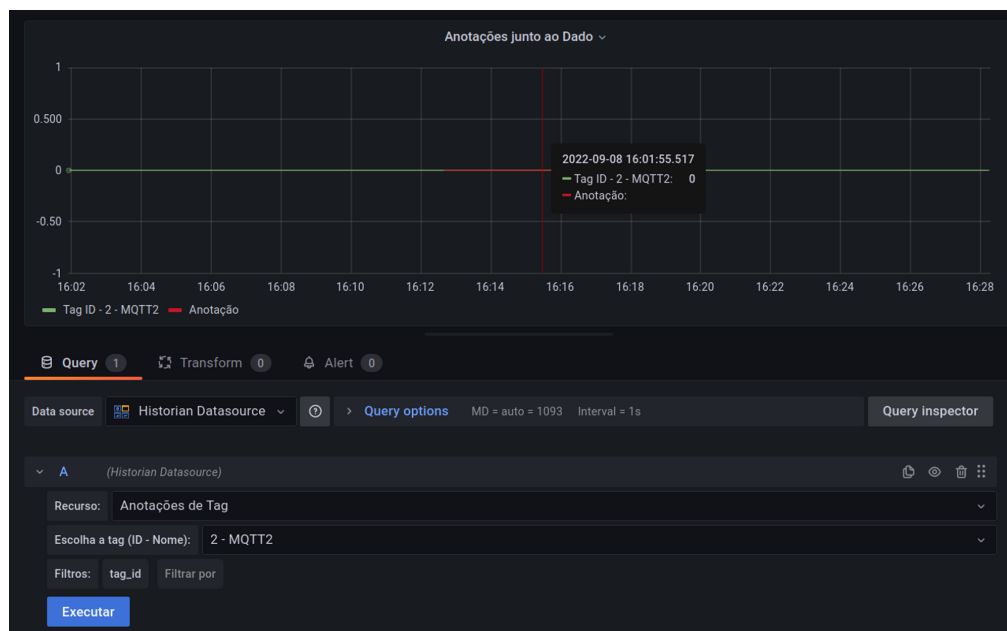 Anotações junto ao Dado
1
0.500
0
-0.50
-1
2022-09-08 16:01:55.517
Tag ID - 2 - MQTT2: 0
Anotação:
16:02 16:04 16:06 16:08 16:10 16:12 16:14 16:16 16:18 16:20 16:22 16:24 16:26 16:28
Tag ID - 2 - MQTT2 Anotação
Query 1 Transform 0 Alert 0
Data source Historian Datasource Query options MD = auto = 1093 Interval = 1s Query inspector
A (Historian Datasource)
Recurso: Anotações de Tag
Escolha a tag (ID - Nome): 2 - MQTT2
Filtros: tag_id Filtrar por
Executar